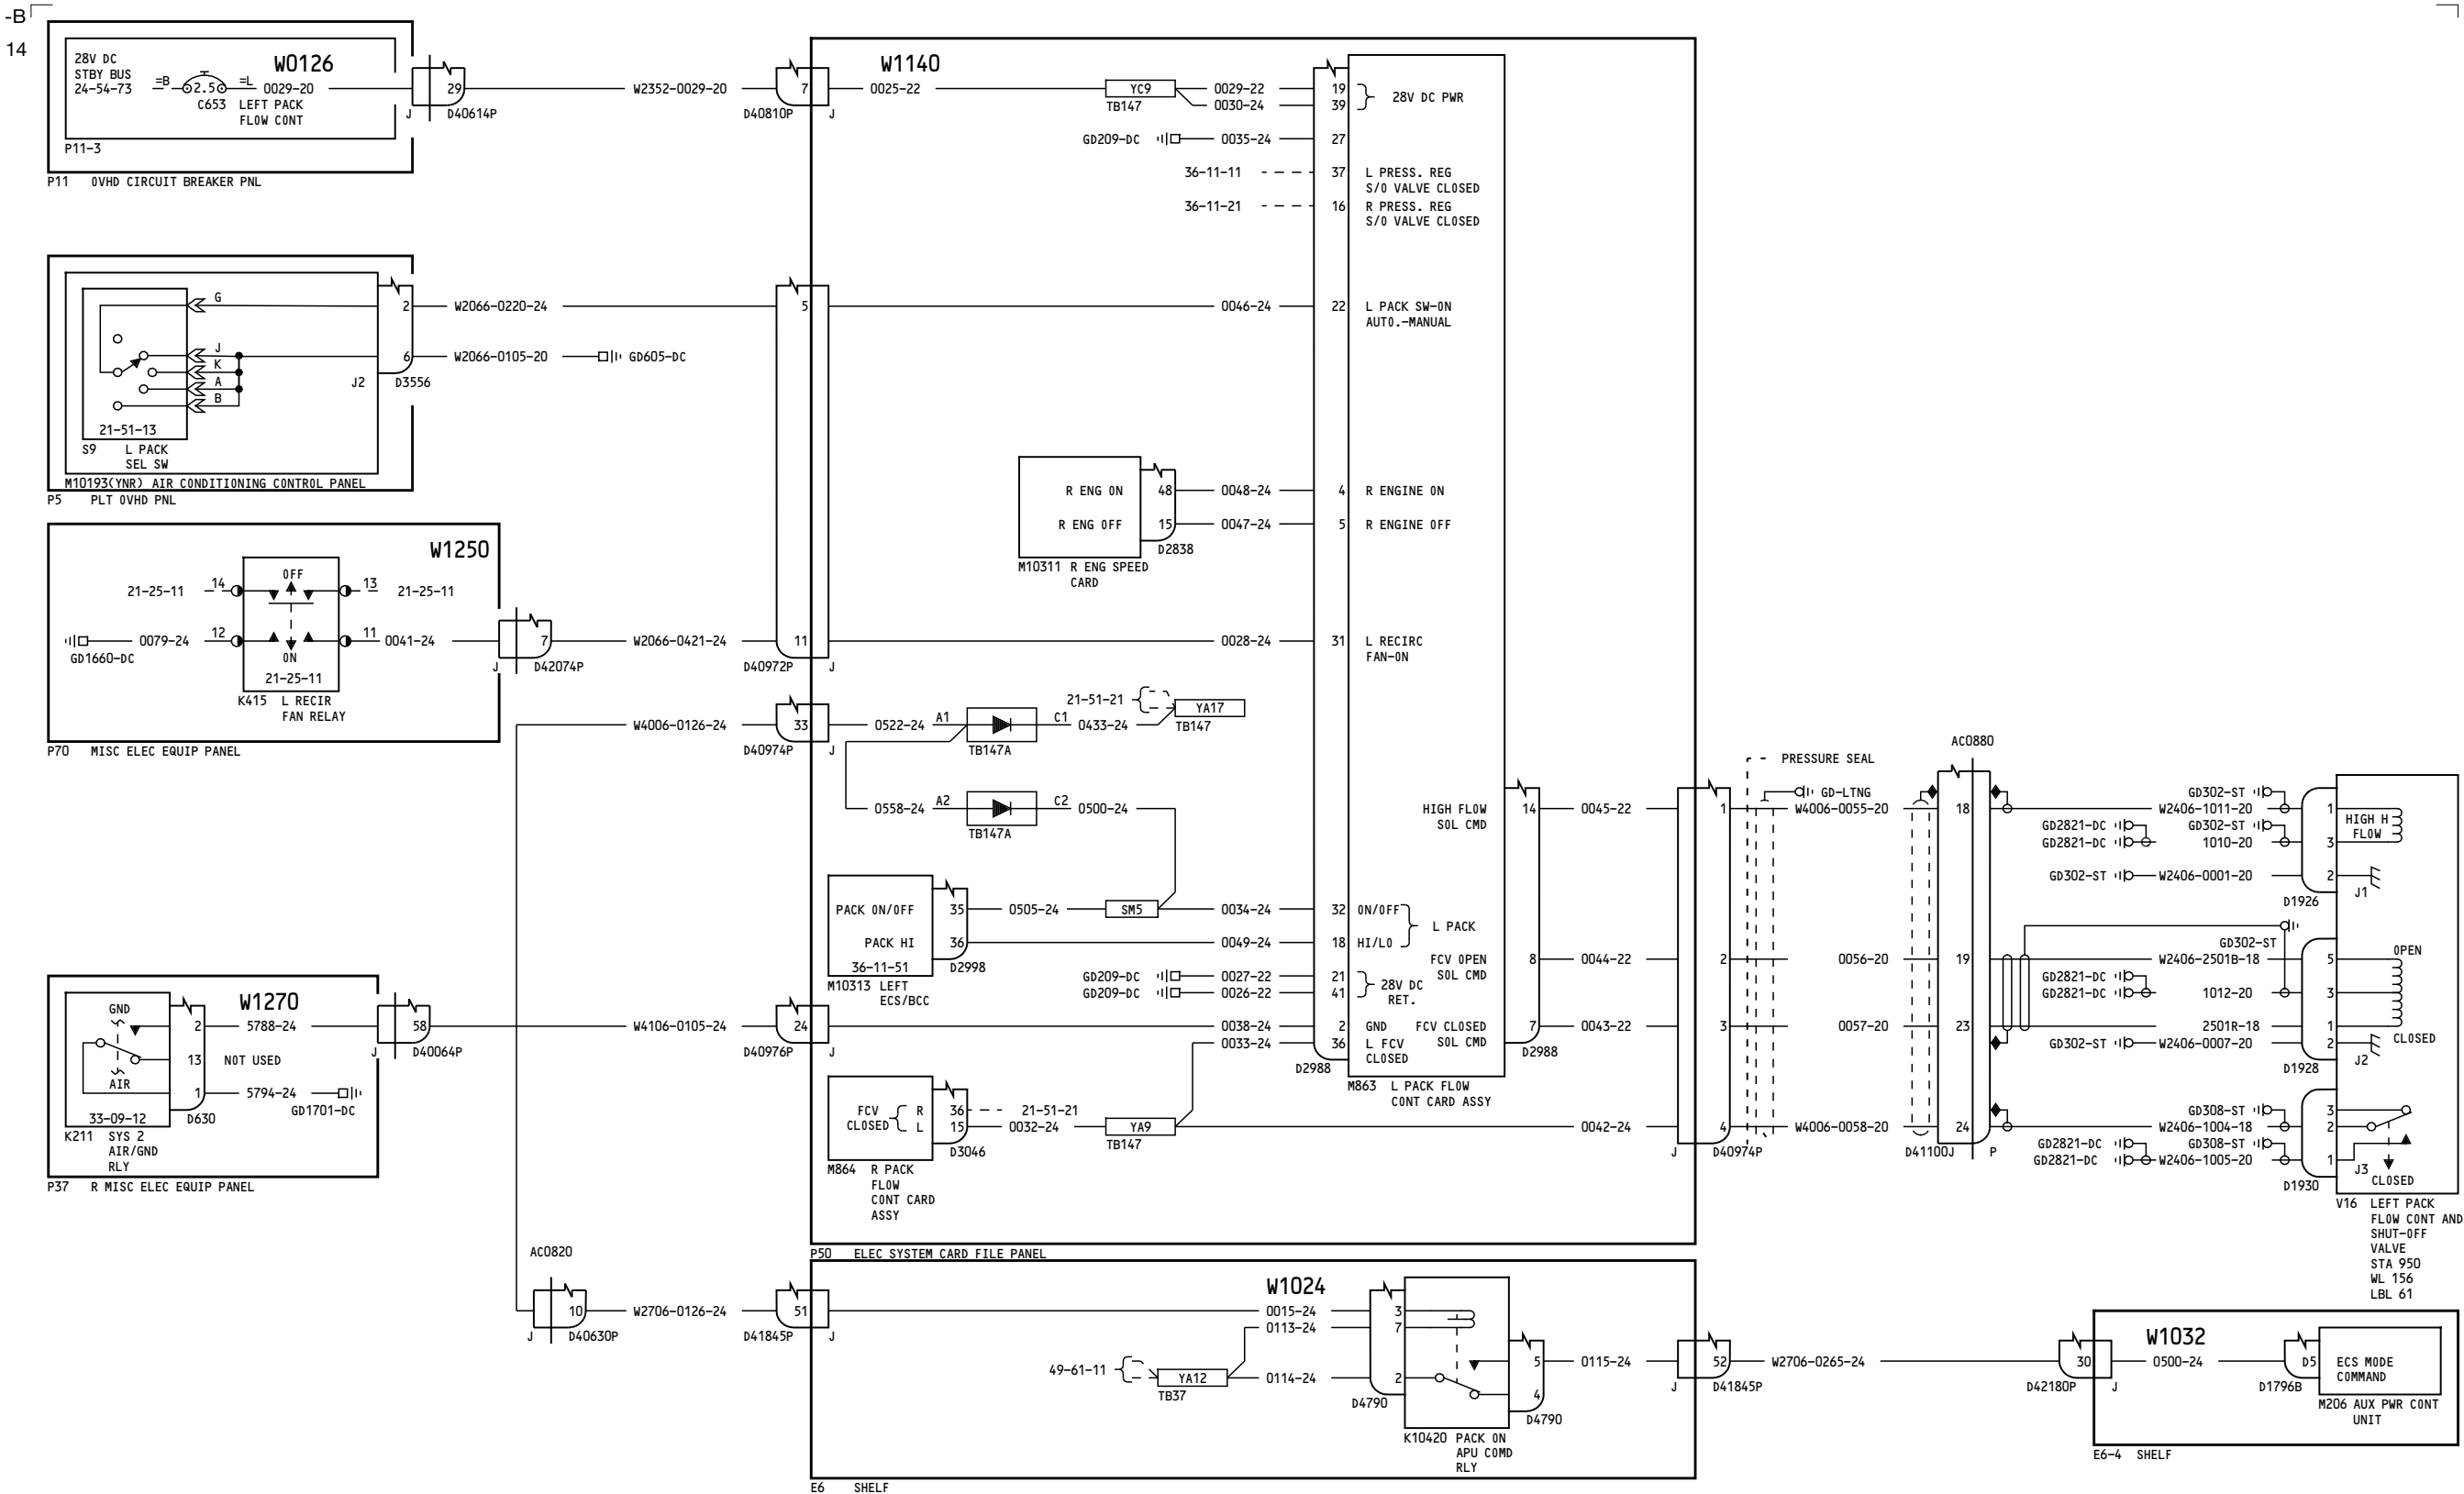 -B
14
28V DC
STBY BUS
24-54-73
=B
2.5
=L
W0126
0029-20
C653 LEFT PACK
FLOW CONT
P11-3
P11 OVHD CIRCUIT BREAKER PNL
29
J
D40614P
W2352-0029-20
7
D40810P
J
W1140
0025-22
YC9
TB147
0029-22
0030-24
19
39
28V DC PWR
GD209-DC
0035-24
27
36-11-11
37
L PRESS. REG
S/O VALVE CLOSED
36-11-21
16
R PRESS. REG
S/O VALVE CLOSED
G
J
K
A
B
21-51-13
S9 L PACK
SEL SW
2
6
J2
D3556
M10193(YNR) AIR CONDITIONING CONTROL PANEL
P5 PLT OVHD PNL
W2066-0220-24
W2066-0105-20
GD605-DC
5
0046-24
22
L PACK SW-ON
AUTO.-MANUAL
R ENG ON
48
0048-24
4
R ENGINE ON
R ENG OFF
15
0047-24
5
R ENGINE OFF
D2838
M10311 R ENG SPEED
CARD
W1250
21-25-11
14
OFF
13
21-25-11
0079-24
12
11
0041-24
GD1660-DC
ON
21-25-11
K415 L RECIR
FAN RELAY
P70 MISC ELEC EQUIP PANEL
7
J
D42074P
W2066-0421-24
11
D40972P
J
0028-24
31
L RECIRC
FAN-ON
W4006-0126-24
33
D40974P
J
0522-24
A1
TB147A
C1
0433-24
21-51-21
YA17
TB147
0558-24
A2
TB147A
C2
0500-24
PACK ON/OFF
35
0505-24
SM5
0034-24
32
ON/OFF
L PACK
PACK HI
36
0049-24
18
HI/LO
36-11-51
D2998
M10313 LEFT
ECS/BCC
GD209-DC
0027-22
21
GD209-DC
0026-22
41
28V DC
RET.
HIGH FLOW
SOL CMD
14
0045-22
1
FCV OPEN
SOL CMD
8
0044-22
2
FCV CLOSED
SOL CMD
7
0043-22
3
D2988
GND
AIR
33-09-12
K211 SYS 2
AIR/GND
RLY
2
13
1
D630
W1270
5788-24
NOT USED
5794-24
GD1701-DC
P37 R MISC ELEC EQUIP PANEL
58
J
D40064P
W4106-0105-24
24
D40976P
J
0038-24
2
GND
0033-24
36
L FCV
CLOSED
D2988
M863 L PACK FLOW
CONT CARD ASSY
FCV
CLOSED
R
L
36
15
21-51-21
0032-24
D3046
YA9
TB147
0042-24
4
M864 R PACK
FLOW
CONT CARD
ASSY
P50 ELEC SYSTEM CARD FILE PANEL
J
D40974P
PRESSURE SEAL
GD-LTNG
W4006-0055-20
0056-20
0057-20
W4006-0058-20
AC0880
18
19
23
24
D41100J
P
GD302-ST
W2406-1011-20
GD2821-DC
GD302-ST
GD2821-DC
1010-20
GD302-ST
W2406-0001-20
1
3
2
D1926
HIGH H
FLOW
J1
GD302-ST
W2406-2501B-18
GD2821-DC
GD2821-DC
1012-20
2501R-18
GD302-ST
W2406-0007-20
5
3
1
2
D1928
OPEN
CLOSED
J2
GD308-ST
W2406-1004-18
GD2821-DC
GD308-ST
GD2821-DC
W2406-1005-20
3
2
1
D1930
J3
CLOSED
V16 LEFT PACK
FLOW CONT AND
SHUT-OFF
VALVE
STA 950
WL 156
LBL 61
AC0820
10
J
D40630P
W2706-0126-24
51
D41845P
J
W1024
0015-24
0113-24
3
7
49-61-11
YA12
TB37
0114-24
2
D4790
5
4
D4790
K10420 PACK ON
APU COMD
RLY
E6 SHELF
0115-24
52
J
D41845P
W2706-0265-24
30
D42180P
J
W1032
0500-24
D5
D1796B
ECS MODE
COMMAND
M206 AUX PWR CONT
UNIT
E6-4 SHELF